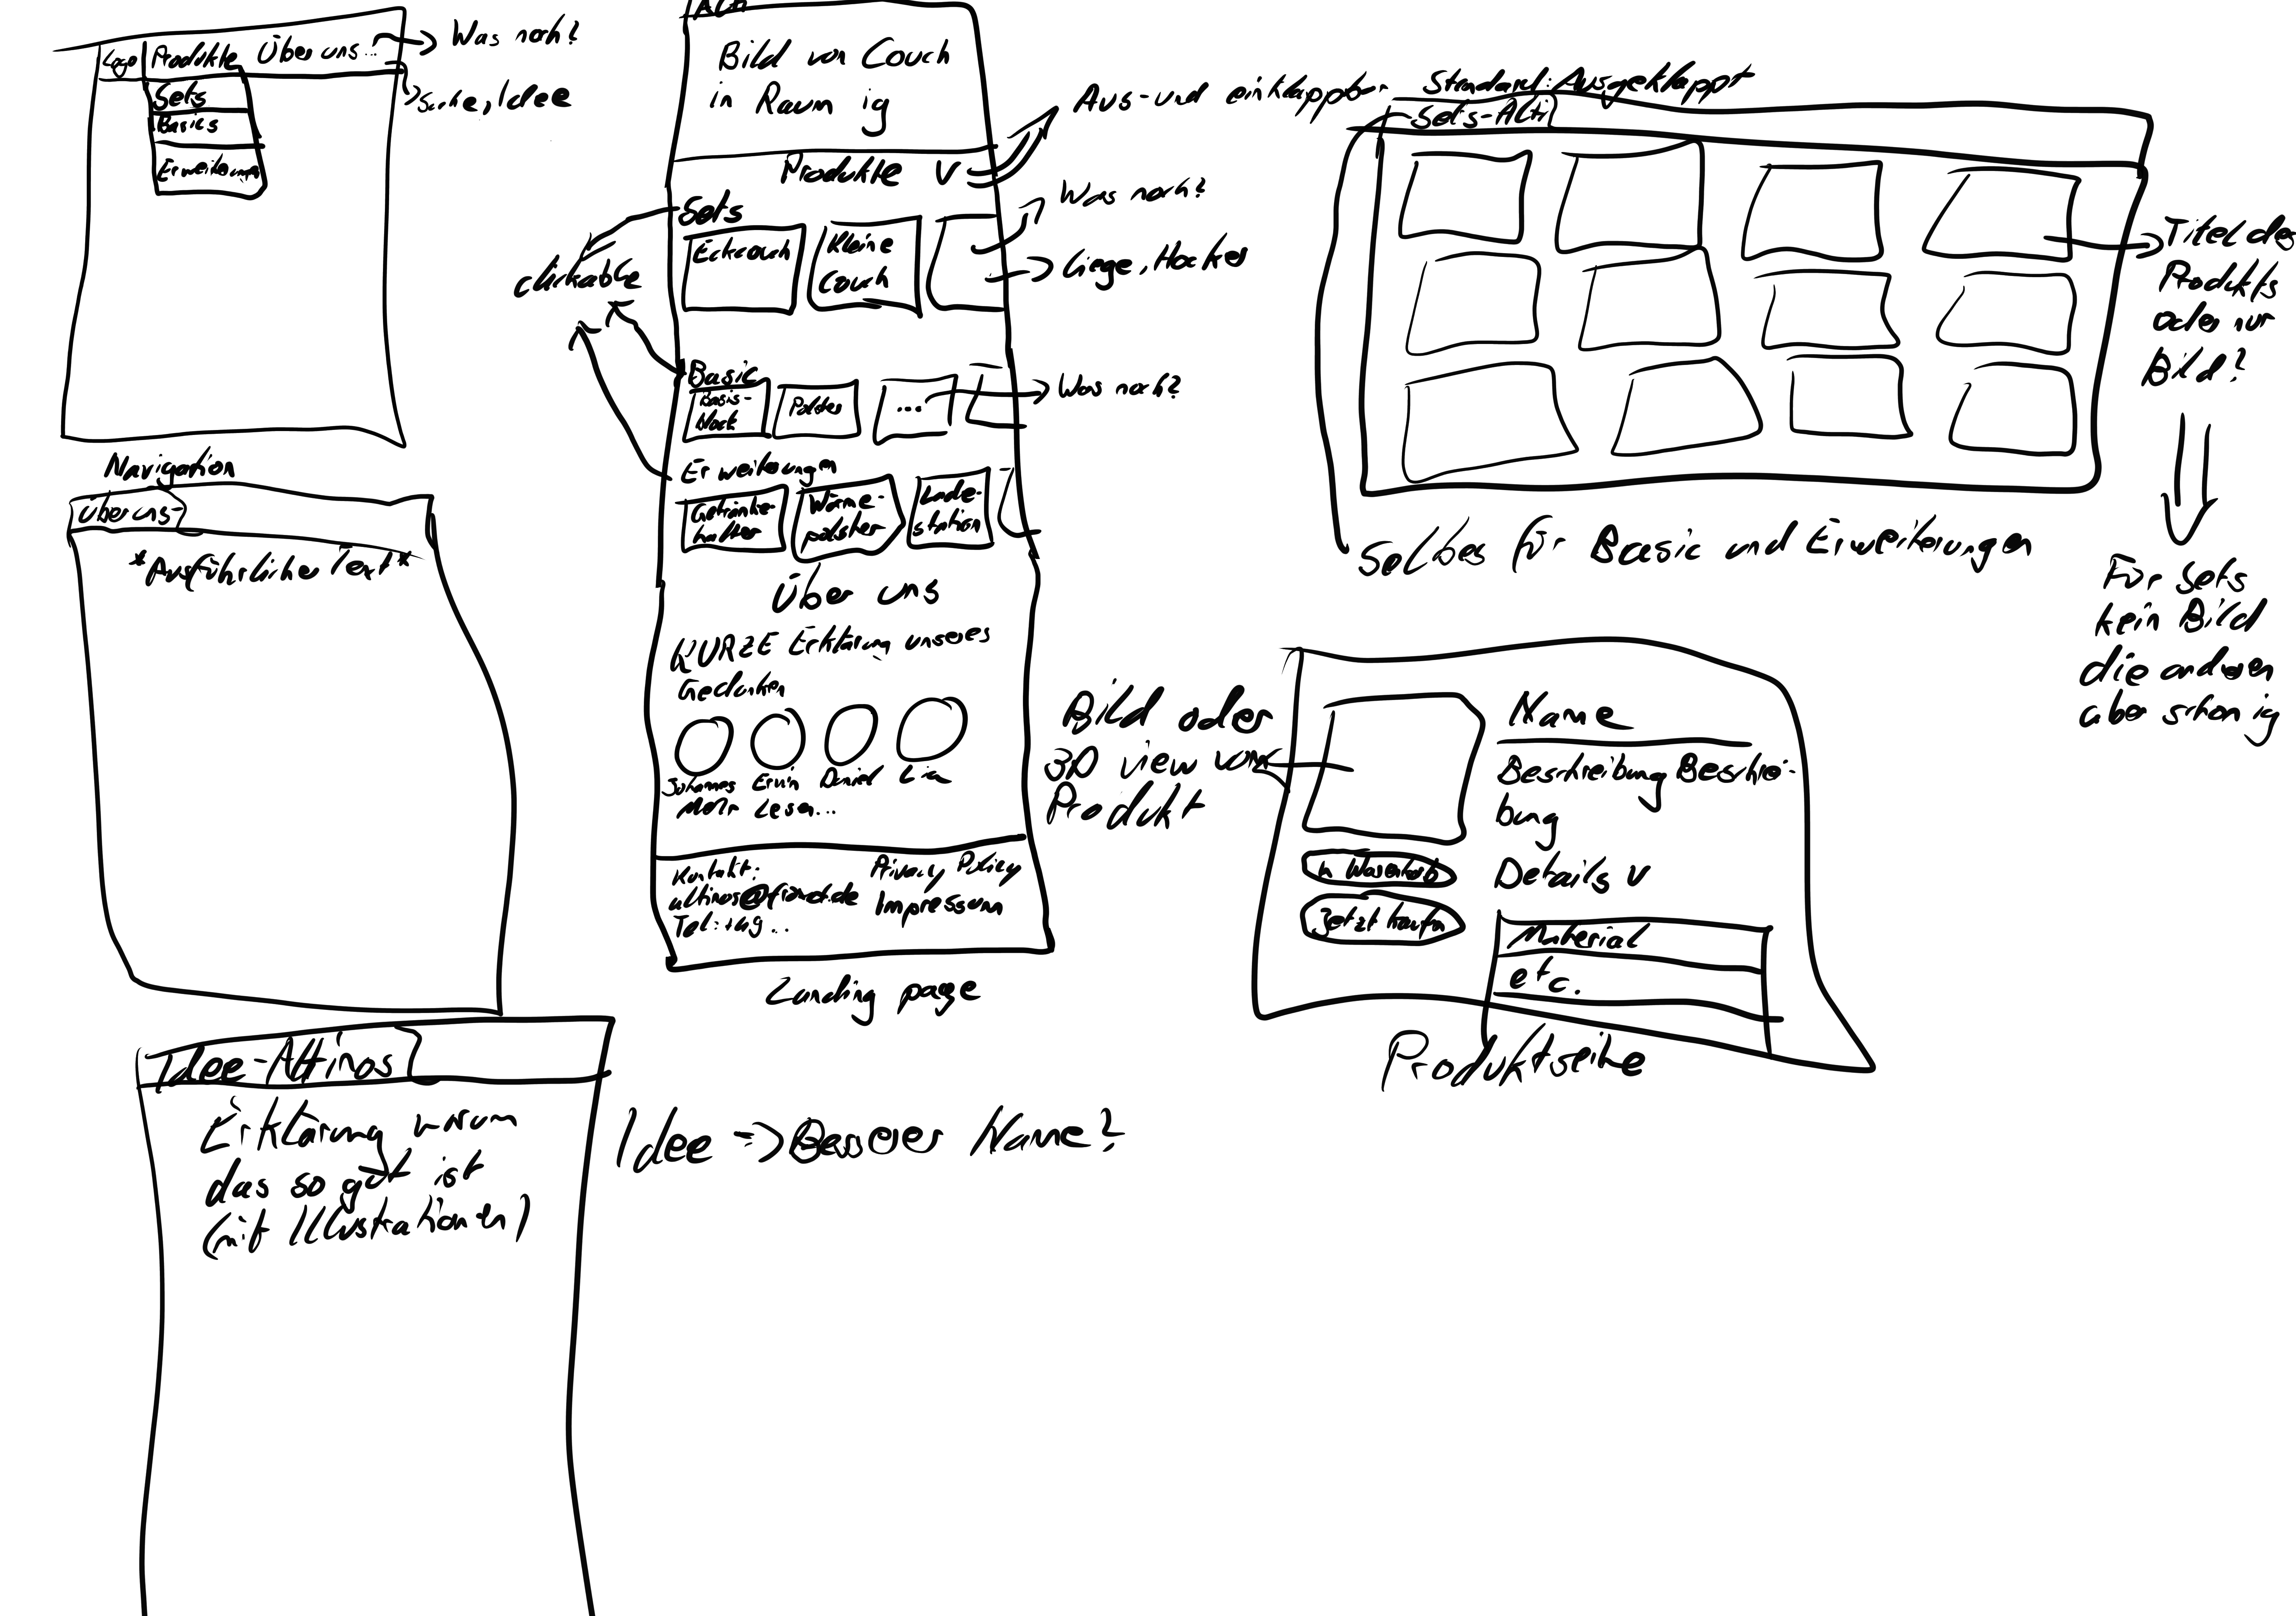 Logo Produkte Über uns...
Was noch?
Suche, Idee
Sets
Basics
Erweiterungen
Navigation
Über uns-
*Ausführlicher Text*
Idee-Altinos
Erklärung warum
das so gut ist
(mit Illustrationen)
Idee => Besserer Name?
Bild von Couch
in Raum ig
Produkte v
Aus-und einklappbar
Standard: Ausgeklappt
Sets
clickable
Eckcouch
Kleine
Couch
Was noch?
Liege, Hocker
Basic
Basis-
block
Polster
...
Was noch?
Erweiterungen
Getränke-
halter
Wärme-
polster
Lade-
station
Über uns
KURZE Erklärung unseres
Gedanken
Johannes Ervin Daniel Lia
Mehr Lesen...
Kontakt:
Tel.: +49...
Privacy Policy
Impressum
Landing page
Sets-Alti
Titel des
Produkts
oder nur
Bild?
Für Sets
kein Bild
die anderen
aber schon ig
Selbes für Basic und Erweiterungen
Bild oder
3D view vom
Produkt
Name
Beschreibung Beschrei-
bung
Details v
in Warenkorb
Jetzt kaufen
Material
etc.
Produktseite